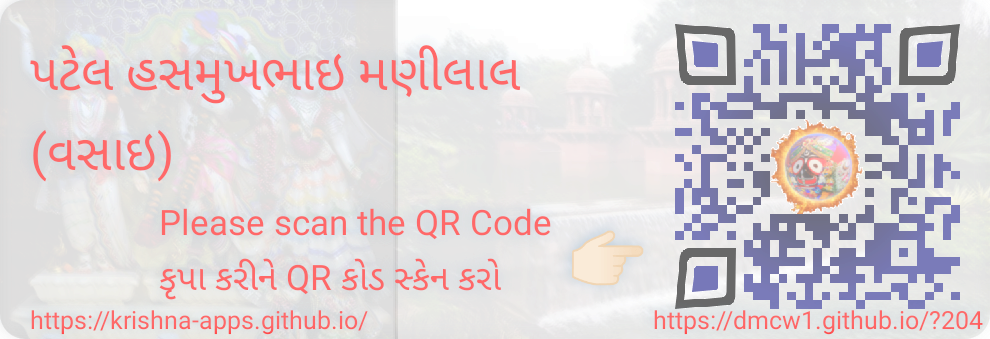 પટેલ હસમુખભાઇ મણીલાલ
(વસાઇ)
Please scan the QR Code
કૃપા કરીને QR કોડ સ્કેન કરો
https://krishna-apps.github.io/
https://dmcw1.github.io/?204